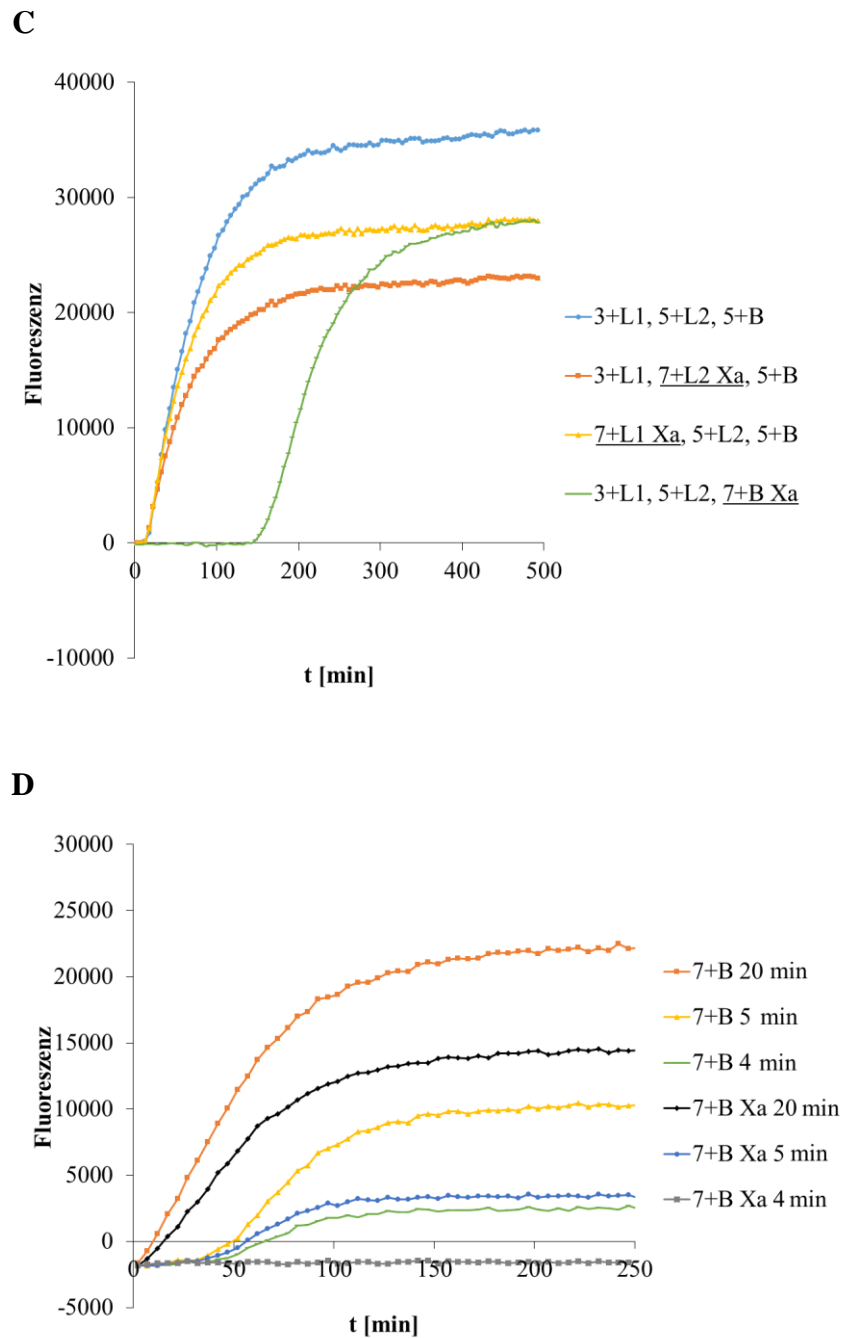 C
40000
30000
20000
10000
0
-10000
Fluoreszenz
0 100 200 300 400 500
t [min]
3+L1, 5+L2, 5+B
3+L1, 7+L2 Xa, 5+B
7+L1 Xa, 5+L2, 5+B
3+L1, 5+L2, 7+B Xa
D
30000
25000
20000
15000
10000
5000
0
-5000
Fluoreszenz
0 50 100 150 200 250
t [min]
7+B 20 min
7+B 5 min
7+B 4 min
7+B Xa 20 min
7+B Xa 5 min
7+B Xa 4 min